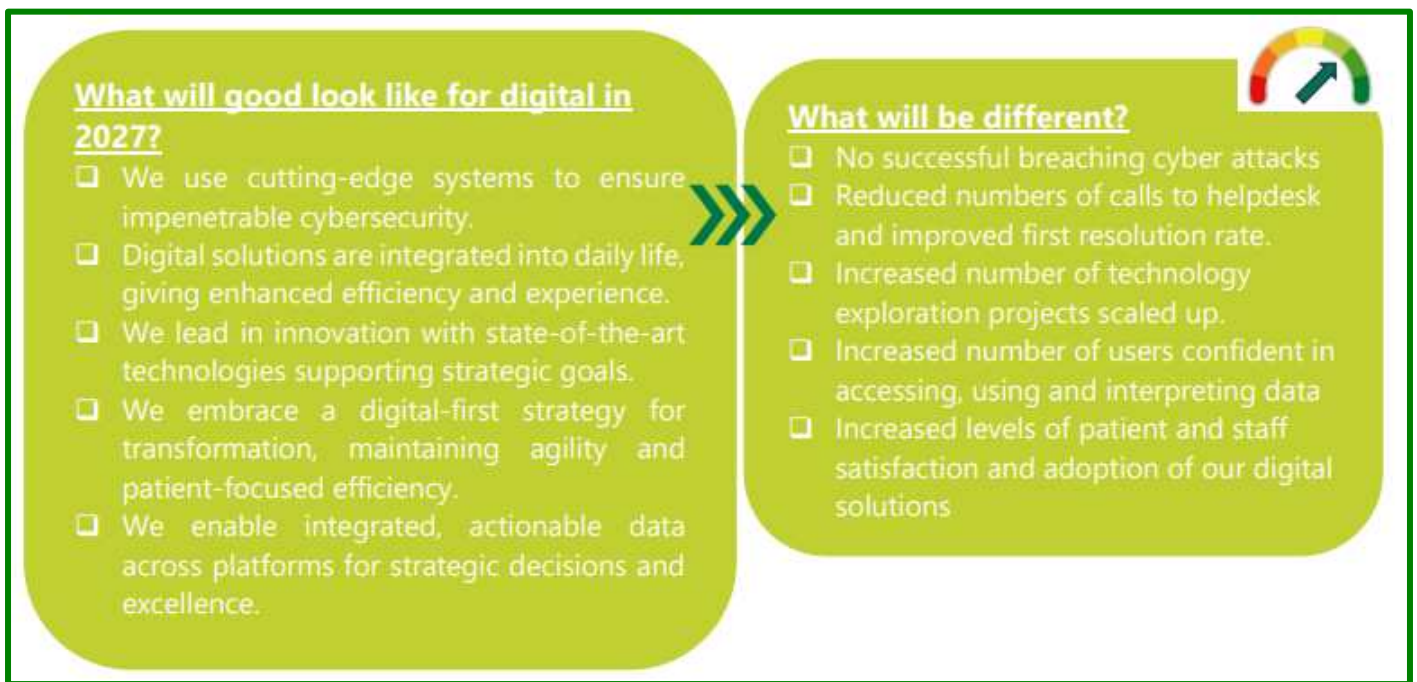 What will good look like for digital in
2027?
❑ We use cutting-edge systems to ensure
impenetrable cybersecurity.
❑ Digital solutions are integrated into daily life,
giving enhanced efficiency and experience.
❑ We lead in innovation with state-of-the-art
technologies supporting strategic goals.
❑ We embrace a digital-first strategy for
transformation, maintaining agility and
patient-focused efficiency.
❑ We enable integrated, actionable data
across platforms for strategic decisions and
excellence.
What will be different?
❑ No successful breaching cyber attacks
❑ Reduced numbers of calls to helpdesk
and improved first resolution rate.
❑ Increased number of technology
exploration projects scaled up.
❑ Increased number of users confident in
accessing, using and interpreting data
❑ Increased levels of patient and staff
satisfaction and adoption of our digital
solutions